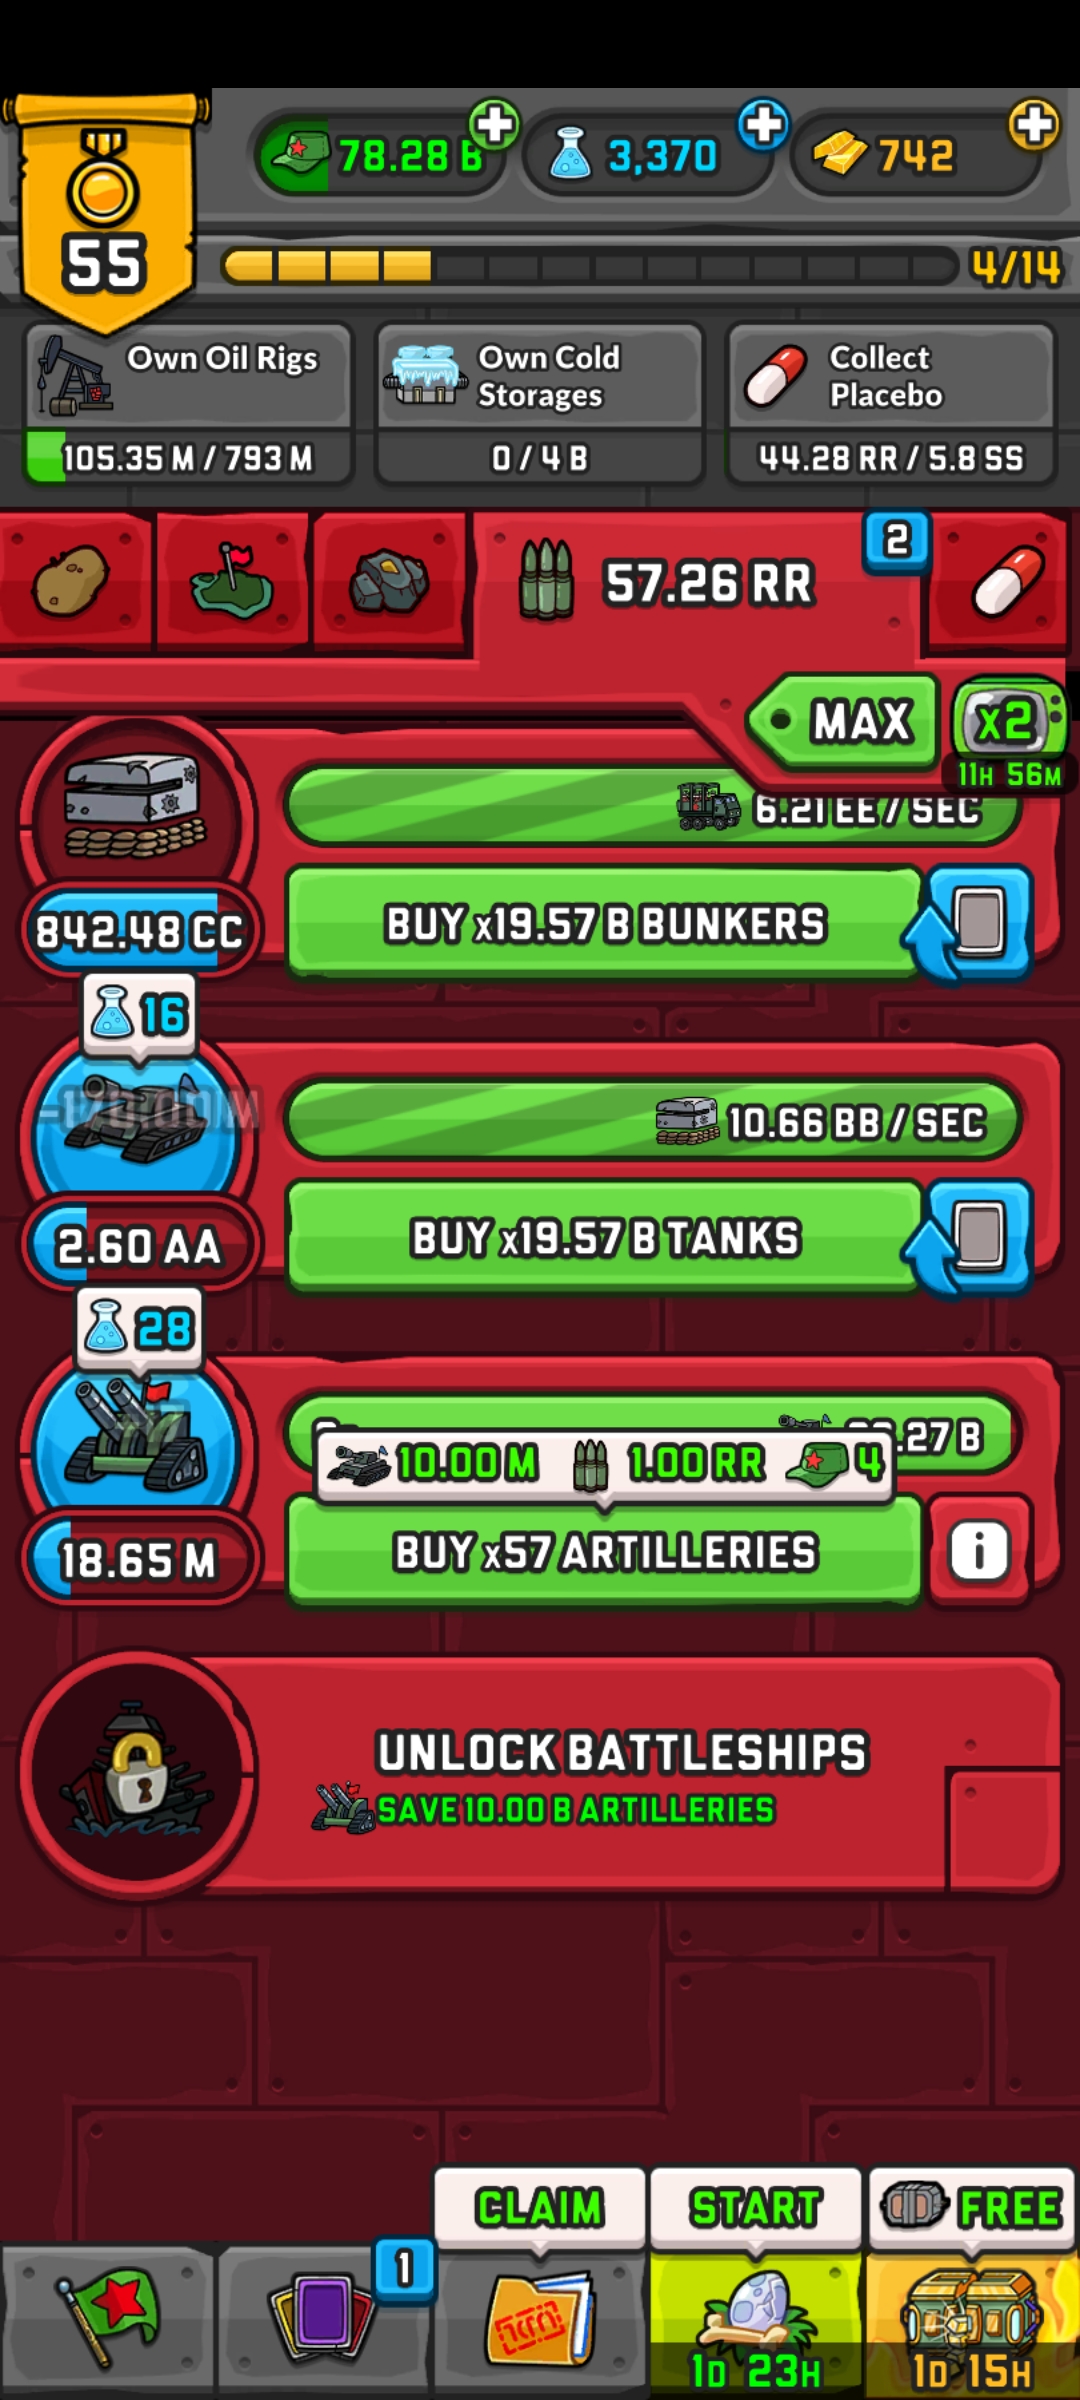 55
78.28 B
3,370
742
4/14
Own Oil Rigs
105.35 M / 793 M
Own Cold
Storages
0 / 4 B
Collect
Placebo
44.28 RR / 5.8 SS
57.26 RR
2
MAX
x2
11H 56M
6.21 EE / SEC
842.48 CC
BUY x19.57 B BUNKERS
16
10.66 BB / SEC
2.60 AA
BUY x19.57 B TANKS
28
.27 B
10.00 M 1.00 RR 4
18.65 M
BUY x57 ARTILLERIES
i
UNLOCK BATTLESHIPS
SAVE 10.00 B ARTILLERIES
CLAIM
START
FREE
1
1D 23H
1D 15H